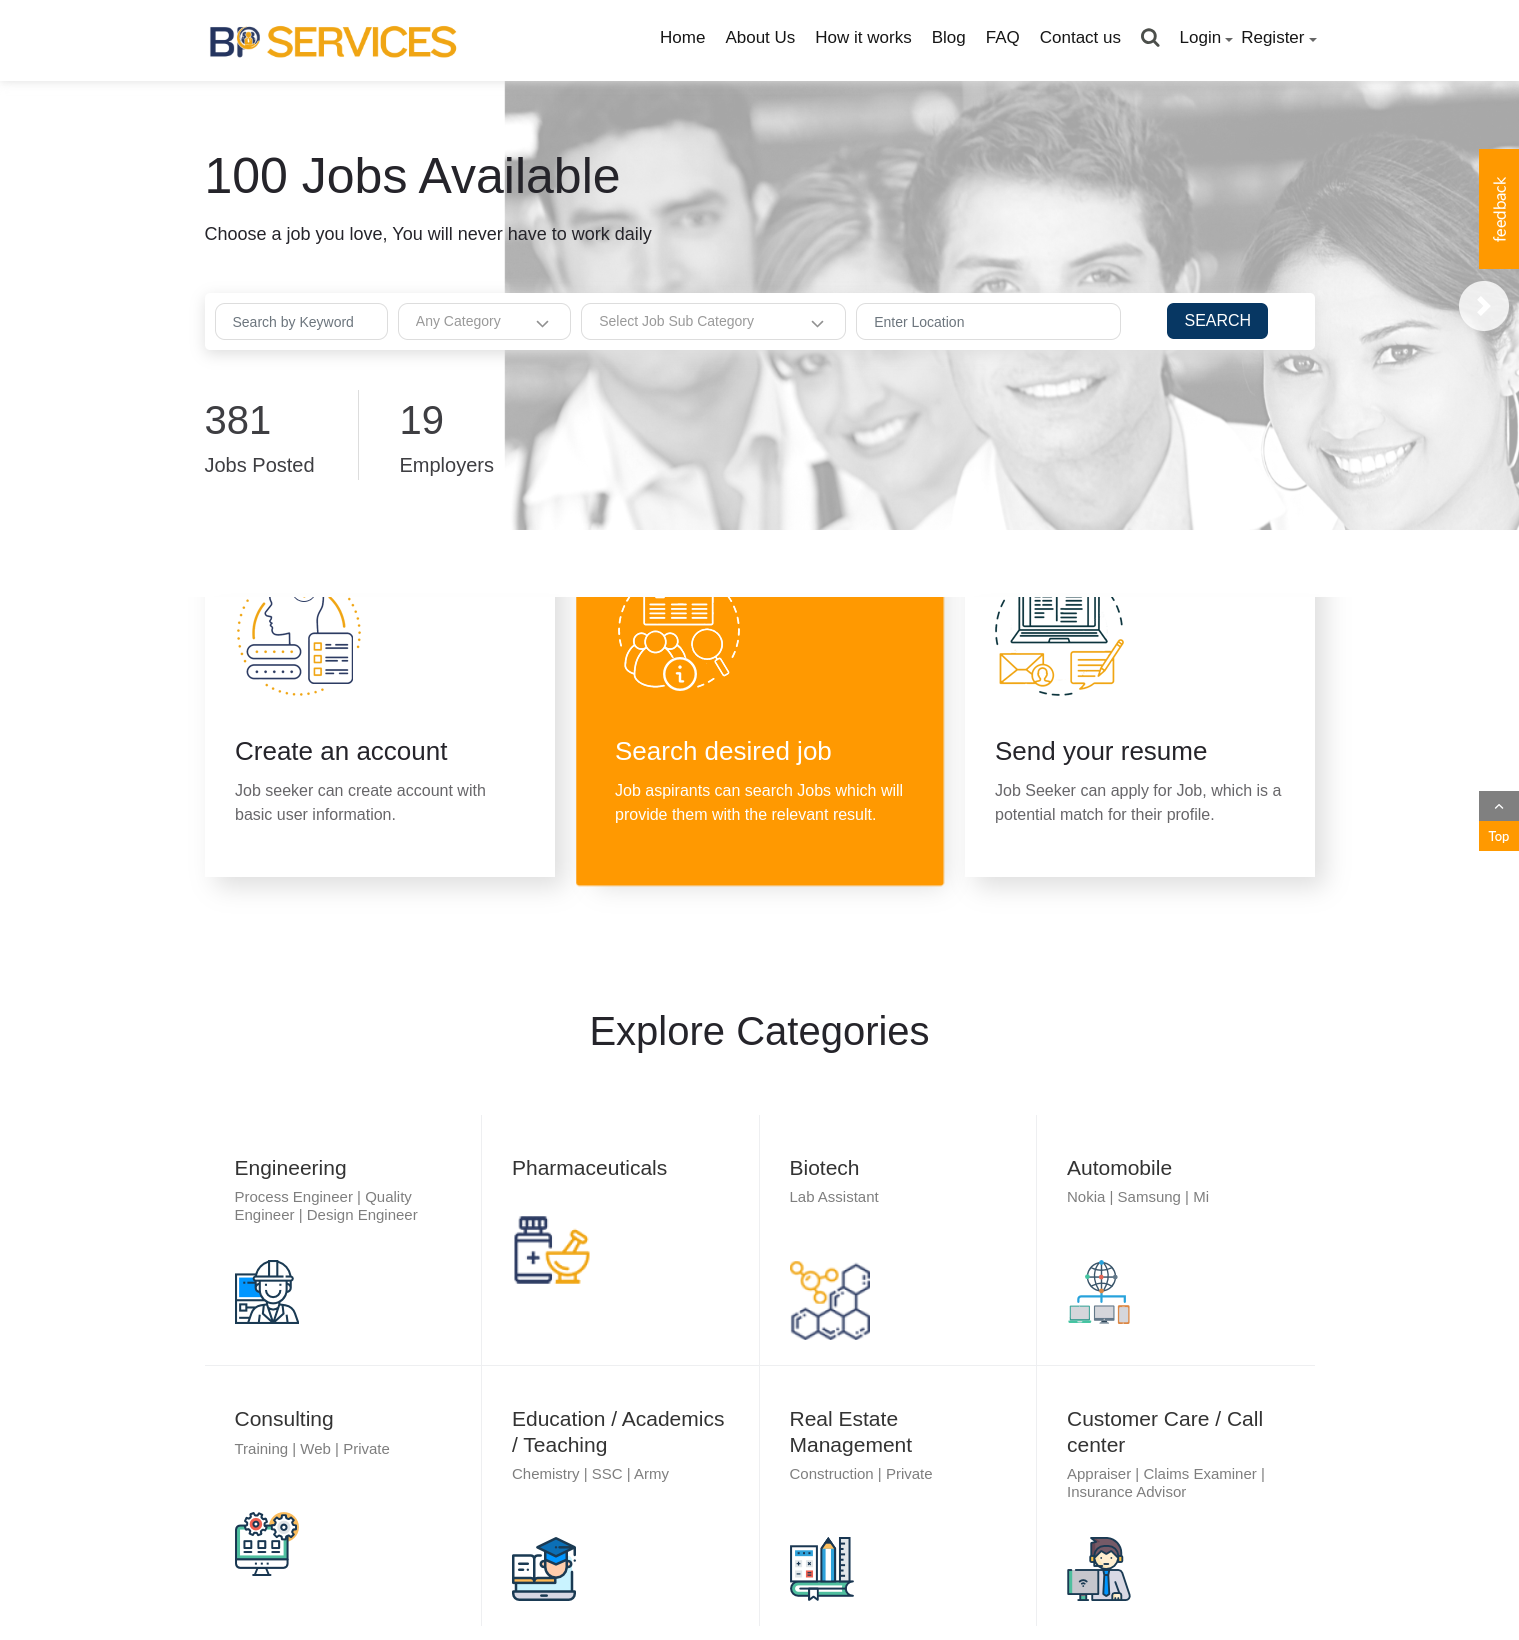 BP SERVICES
Home About Us How it works Blog FAQ Contact us Login Register
100 Jobs Available
Choose a job you love, You will never have to work daily
feedback
Search by Keyword Any Category Select Job Sub Category Enter Location SEARCH
381
Jobs Posted
19
Employers
Create an account
Job seeker can create account with
basic user information.
Search desired job
Job aspirants can search Jobs which will
provide them with the relevant result.
Send your resume
Job Seeker can apply for Job, which is a
potential match for their profile.
Top
Explore Categories
Engineering
Process Engineer | Quality
Engineer | Design Engineer
Pharmaceuticals
Biotech
Lab Assistant
Automobile
Nokia | Samsung | Mi
Consulting
Training | Web | Private
Education / Academics
/ Teaching
Chemistry | SSC | Army
Real Estate
Management
Construction | Private
Customer Care / Call
center
Appraiser | Claims Examiner |
Insurance Advisor